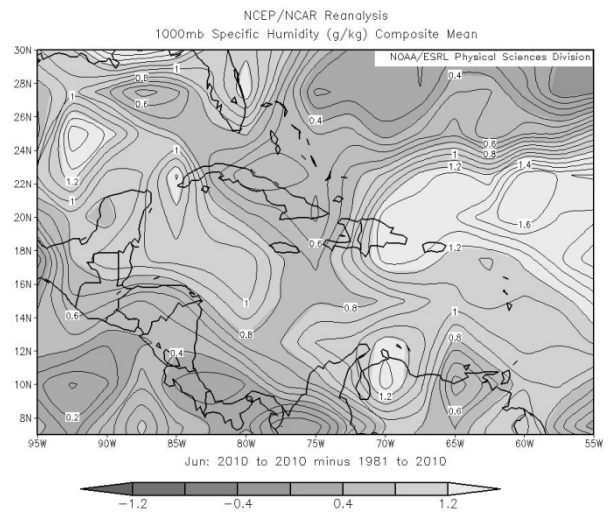 NCEP/NCAR Reanalysis
1000mb Specific Humidity (g/kg) Composite Mean
NOAA/ESRL Physical Sciences Division
30N
28N
26N
24N
22N
20N
18N
16N
14N
12N
10N
8N
0.8
1
0.6
1
0.4
0.4
0.6
0.8
1
1.2
1.4
1.2
1
1
1.6
0.6
1.2
0.6
1
0.8
1
0.8
0.8
0.4
1.2
0.2
0.6
95W 90W 85W 80W 75W 70W 65W 60W 55W
Jun: 2010 to 2010 minus 1981 to 2010
-1.2 -0.4 0.4 1.2